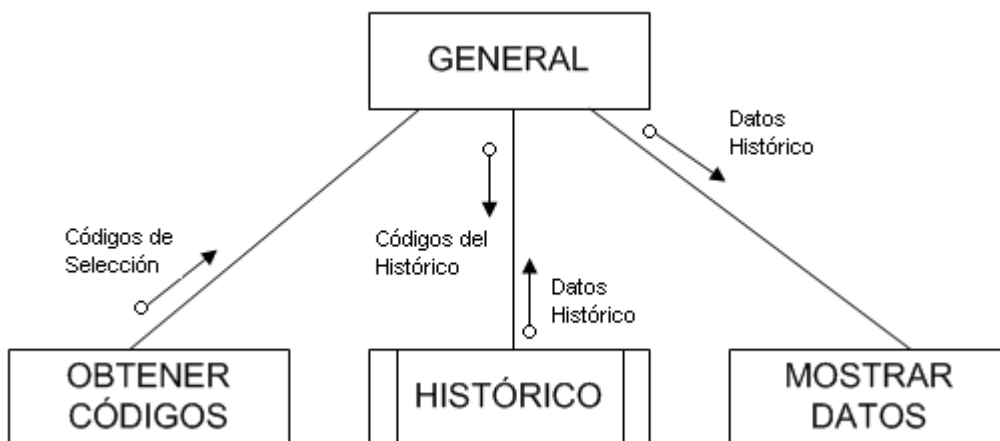 GENERAL
Datos
Histórico
Códigos de
Selección
Códigos del
Histórico
Datos
Histórico
OBTENER
CÓDIGOS
HISTÓRICO
MOSTRAR
DATOS